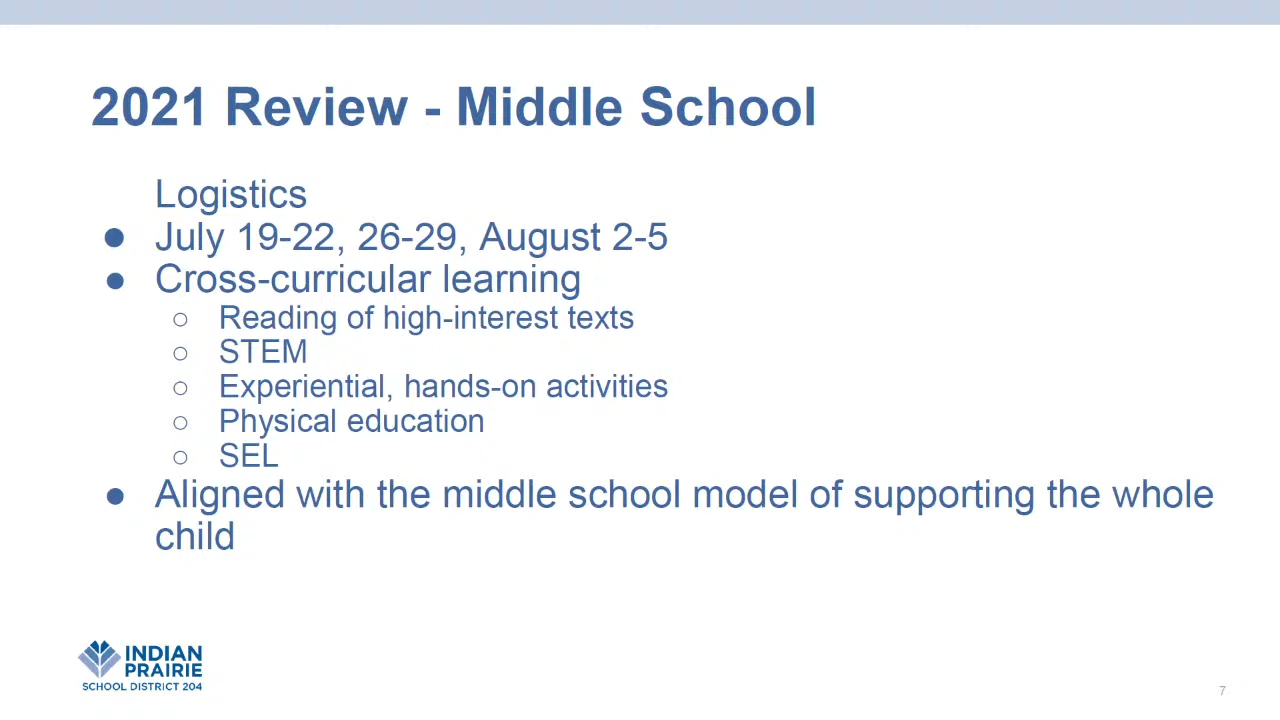 2021 Review - Middle School
Logistics
● July 19-22, 26-29, August 2-5
● Cross-curricular learning
○ Reading of high-interest texts
○ STEM
○ Experiential, hands-on activities
○ Physical education
○ SEL
● Aligned with the middle school model of supporting the whole
child
INDIAN
PRAIRIE
SCHOOL DISTRICT 204
7